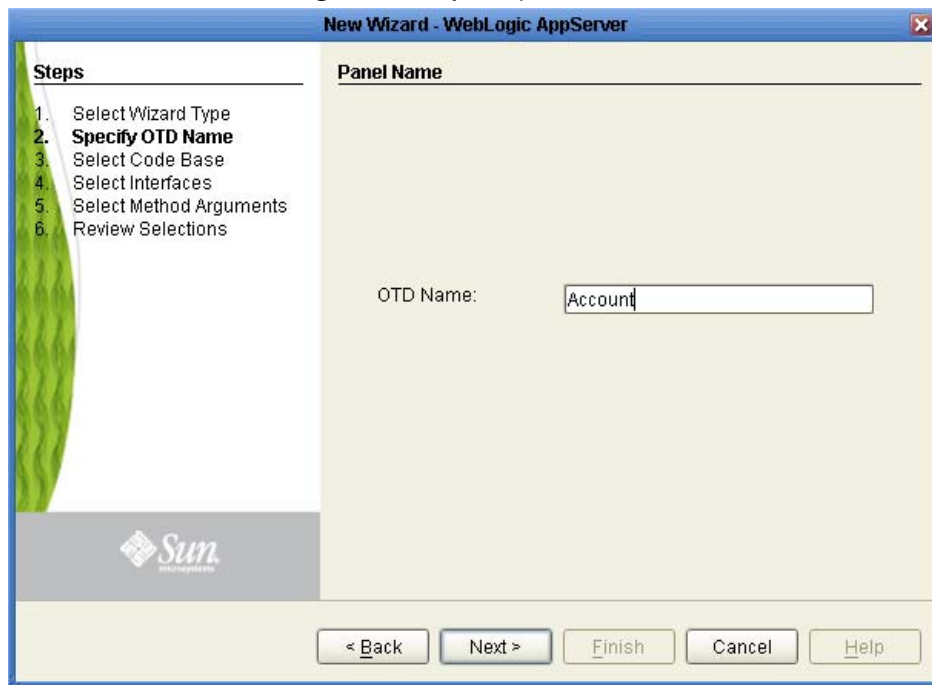 New Wizard - WebLogic AppServer
Steps
1. Select Wizard Type
2. Specify OTD Name
3. Select Code Base
4. Select Interfaces
5. Select Method Arguments
6. Review Selections
Panel Name
OTD Name: Account
Sun
microsystems
< Back Next > Finish Cancel Help